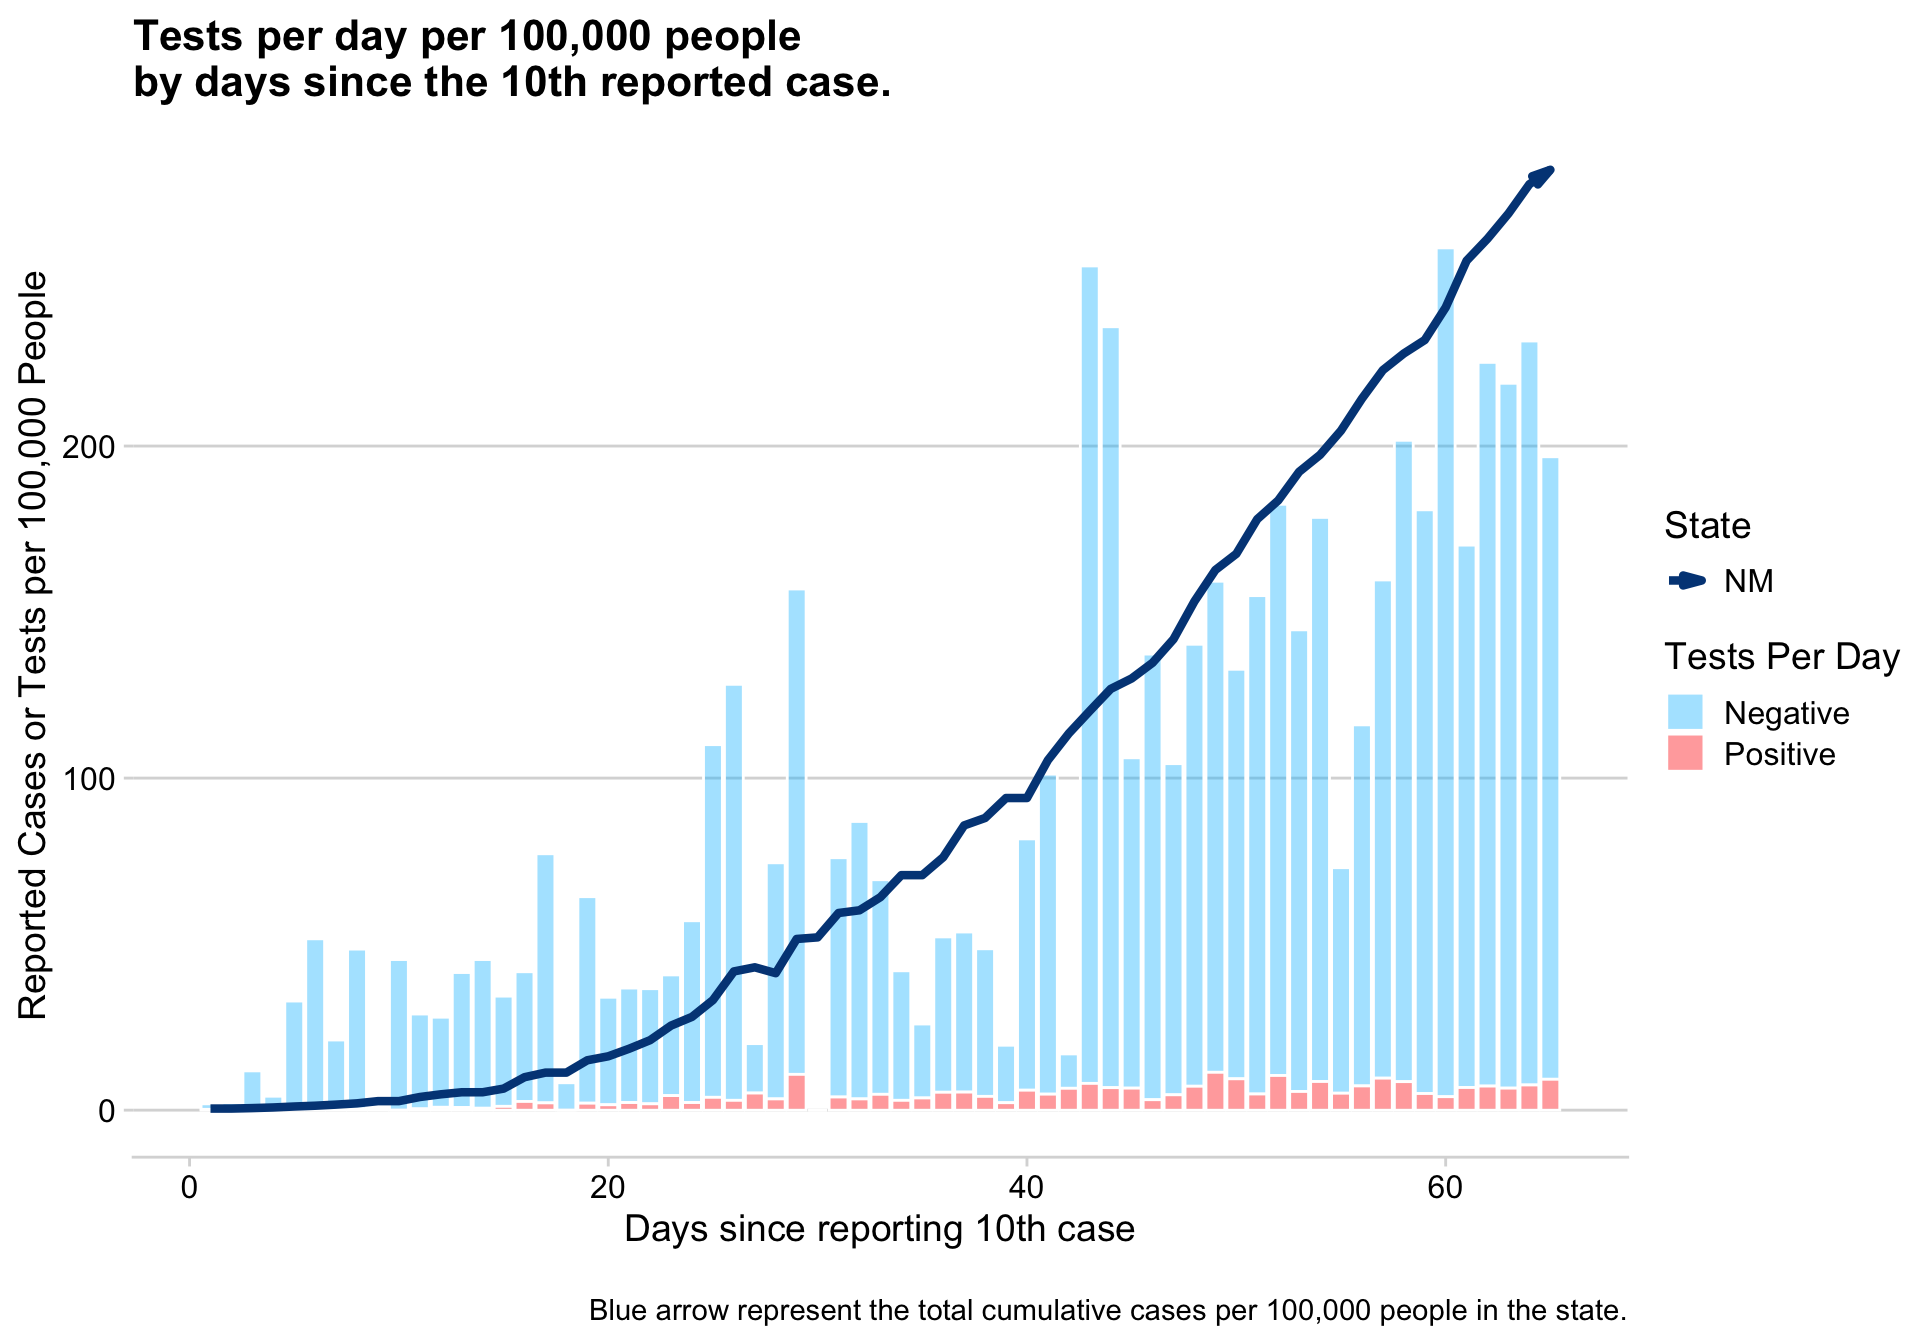 Tests per day per 100,000 people
by days since the 10th reported case.
Reported Cases or Tests per 100,000 People
200
100
0
0
20
40
60
Days since reporting 10th case
State
NM
Tests Per Day
Negative
Positive
Blue arrow represent the total cumulative cases per 100,000 people in the state.